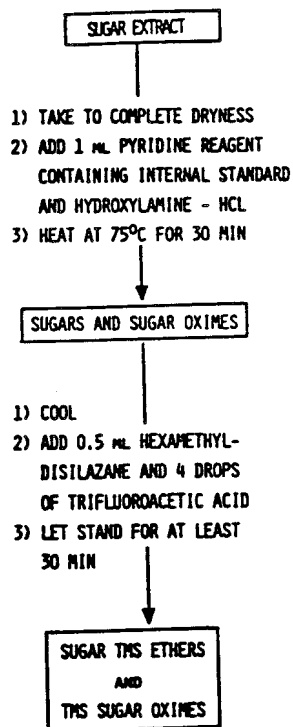 SUGAR EXTRACT
1) TAKE TO COMPLETE DRYNESS
2) ADD 1 ML PYRIDINE REAGENT
CONTAINING INTERNAL STANDARD
AND HYDROXYLAMINE - HCL
3) HEAT AT 75°C FOR 30 MIN
SUGARS AND SUGAR OXIMES
1) COOL
2) ADD 0.5 ML HEXAMETHYL-
DISILAZANE AND 4 DROPS
OF TRIFLUOROACETIC ACID
3) LET STAND FOR AT LEAST
30 MIN
SUGAR TMS ETHERS
AND
TMS SUGAR OXIMES